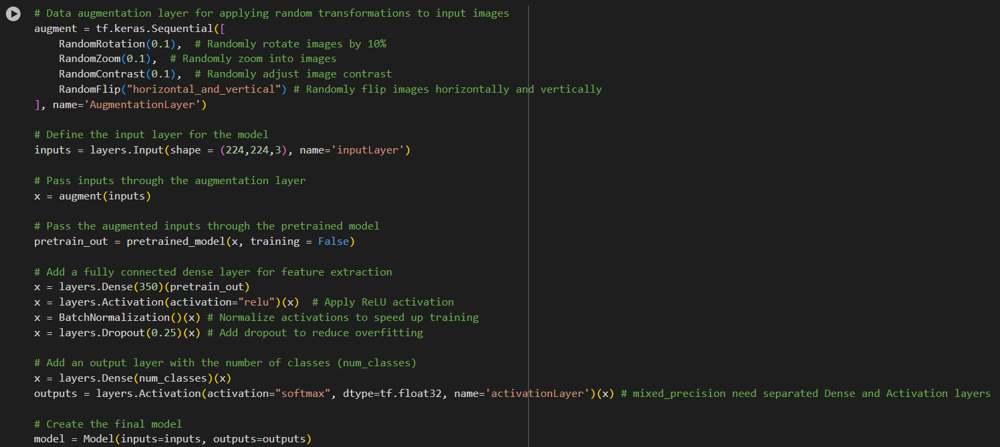 # Data augmentation layer for applying random transformations to input images
augment = tf.keras.Sequential([
    RandomRotation(0.1),  # Randomly rotate images by 10%
    RandomZoom(0.1),  # Randomly zoom into images
    RandomContrast(0.1),  # Randomly adjust image contrast
    RandomFlip("horizontal_and_vertical") # Randomly flip images horizontally and vertically
], name='AugmentationLayer')

# Define the input layer for the model
inputs = layers.Input(shape = (224,224,3), name='inputLayer')

# Pass inputs through the augmentation layer
x = augment(inputs)

# Pass the augmented inputs through the pretrained model
pretrain_out = pretrained_model(x, training = False)

# Add a fully connected dense layer for feature extraction
x = layers.Dense(350)(pretrain_out)
x = layers.Activation(activation="relu")(x)  # Apply ReLU activation
x = BatchNormalization()(x) # Normalize activations to speed up training
x = layers.Dropout(0.25)(x) # Add dropout to reduce overfitting

# Add an output layer with the number of classes (num_classes)
x = layers.Dense(num_classes)(x)
outputs = layers.Activation(activation="softmax", dtype=tf.float32, name='activationLayer')(x) # mixed_precision need separated Dense and Activation layers

# Create the final model
model = Model(inputs=inputs, outputs=outputs)